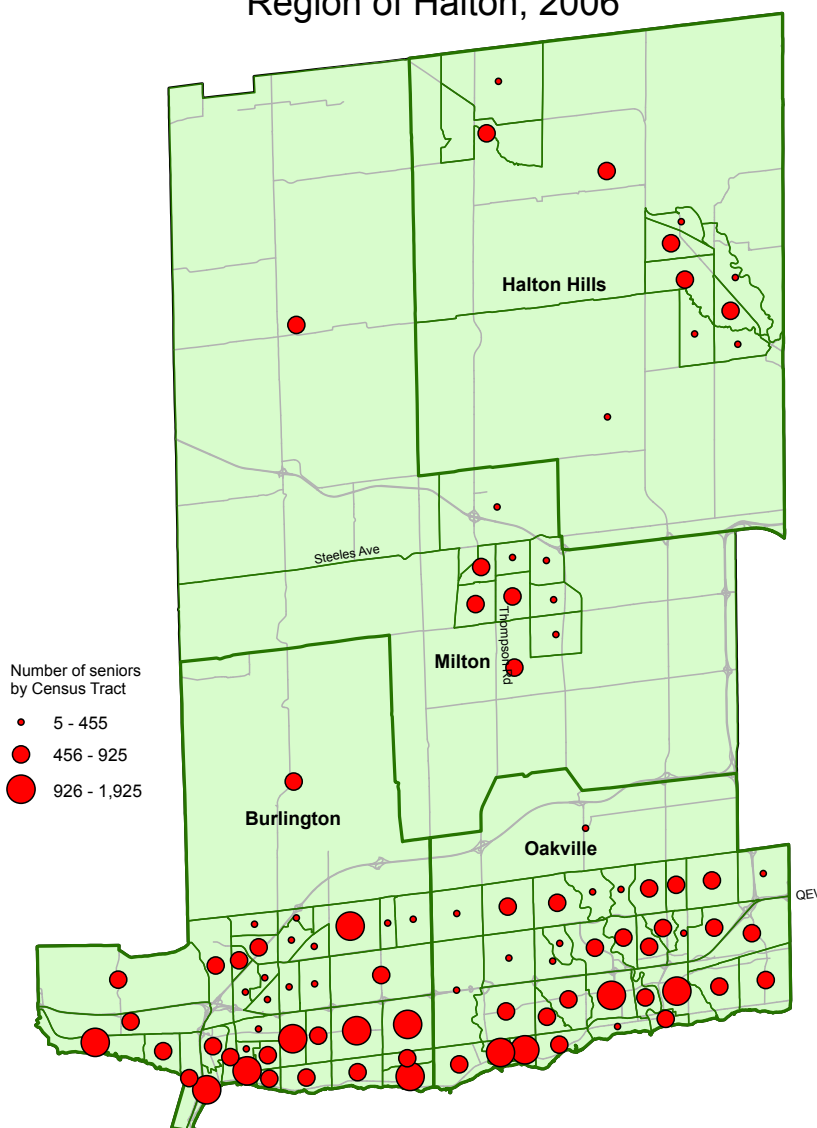 Region of Halton, 2006
Halton Hills
Steeles Ave
Thompson Rd
Milton
Number of seniors
by Census Tract
5 - 455
456 - 925
926 - 1,925
Burlington
Oakville
QEW